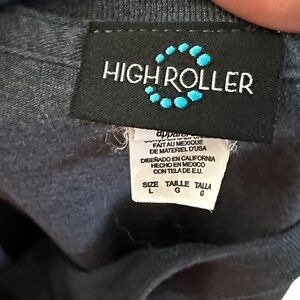 HIGH ROLLER
FAIT AU MEXIQUE
DE MATERIEL D'USA
DISEÑADO EN CALIFORNIA
HECHO EN MEXICO
CON TELA DE E.U.
SIZE TAILLE TALLA
L G G